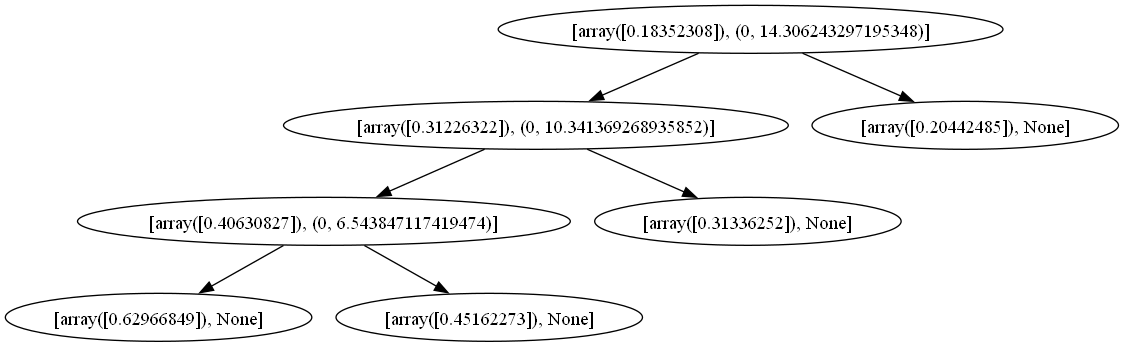 [array([0.18352308]), (0, 14.306243297195348)]
[array([0.31226322]), (0, 10.341369268935852)]
[array([0.20442485]), None]
[array([0.40630827]), (0, 6.543847117419474)]
[array([0.31336252]), None]
[array([0.62966849]), None]
[array([0.45162273]), None]